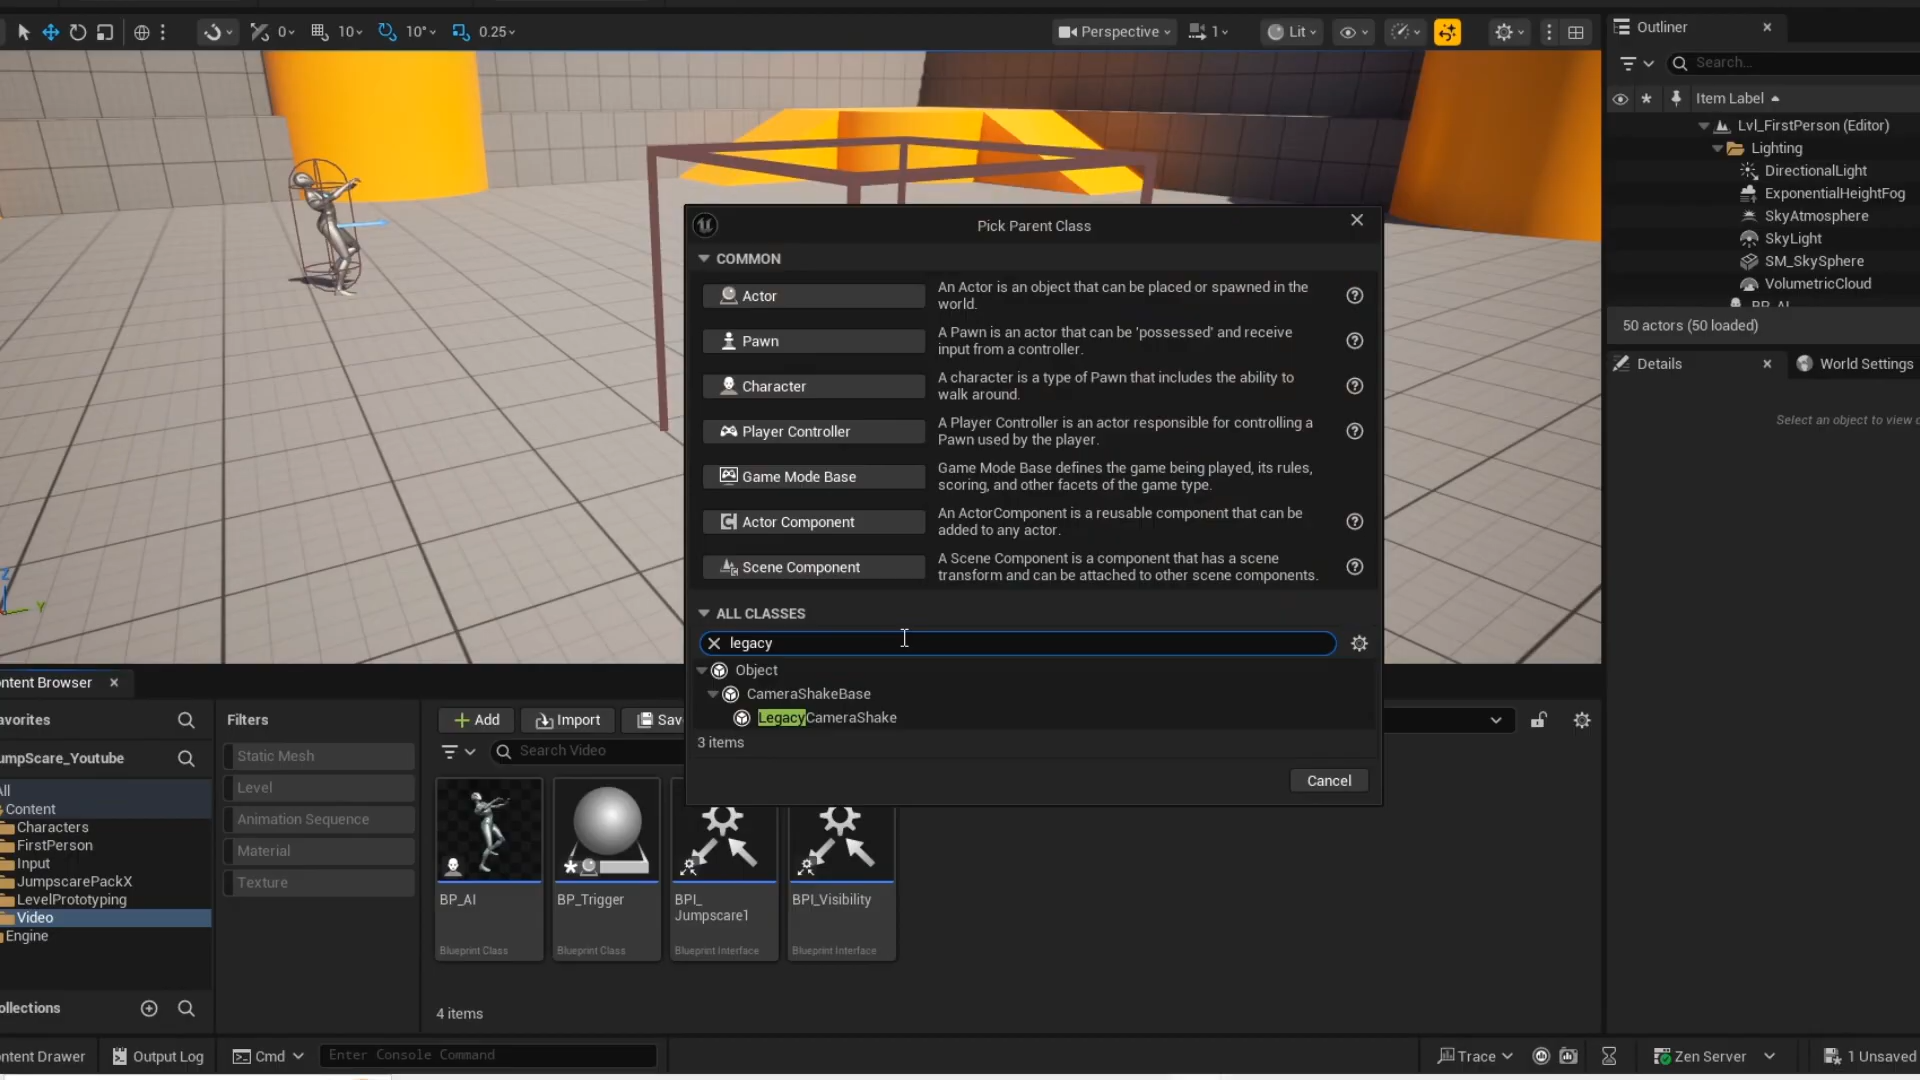 0
10
10°
0.25
Perspective
1
Lit
Outliner
Search...
Item Label
Lvl_FirstPerson (Editor)
Lighting
DirectionalLight
ExponentialHeightFog
SkyAtmosphere
SkyLight
SM_SkySphere
VolumetricCloud
BP_AI
50 actors (50 loaded)
Details
World Settings
Select an object to view
Pick Parent Class
COMMON
Actor
An Actor is an object that can be placed or spawned in the
world.
Pawn
A Pawn is an actor that can be 'possessed' and receive
input from a controller.
Character
A character is a type of Pawn that includes the ability to
walk around.
Player Controller
A Player Controller is an actor responsible for controlling a
Pawn used by the player.
Game Mode Base
Game Mode Base defines the game being played, its rules,
scoring, and other facets of the game type.
Actor Component
An ActorComponent is a reusable component that can be
added to any actor.
Scene Component
A Scene Component is a component that has a scene
transform and can be attached to other scene components.
ALL CLASSES
legacy
Object
CameraShakeBase
LegacyCameraShake
3 items
Cancel
Z
Y
ntent Browser
avorites
umpScare_Youtube
All
Content
Characters
FirstPerson
Input
JumpscarePackX
LevelPrototyping
Video
Engine
ollections
Filters
Static Mesh
Level
Animation Sequence
Material
Texture
Add
Import
Sav
Search Video
BP_AI
Blueprint Class
BP_Trigger
Blueprint Class
BPI_
Jumpscare1
Blueprint Interface
BPI_Visibility
Blueprint Interface
4 items
ntent Drawer
Output Log
Cmd
Enter Console Command
Trace
Zen Server
1 Unsaved